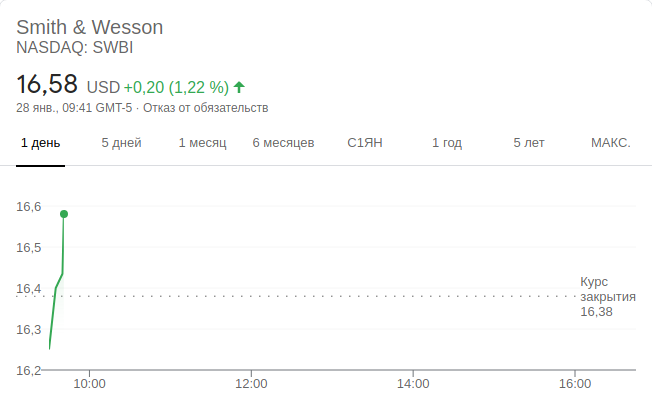 Smith & Wesson
NASDAQ: SWBI
16,58 USD +0,20 (1,22 %)
28 янв., 09:41 GMT-5 · Отказ от обязательств
1 день 5 дней 1 месяц 6 месяцев С1ЯН 1 год 5 лет МАКС.
16,6
16,5
16,4
16,3
16,2
Курс
закрытия
16,38
10:00 12:00 14:00 16:00